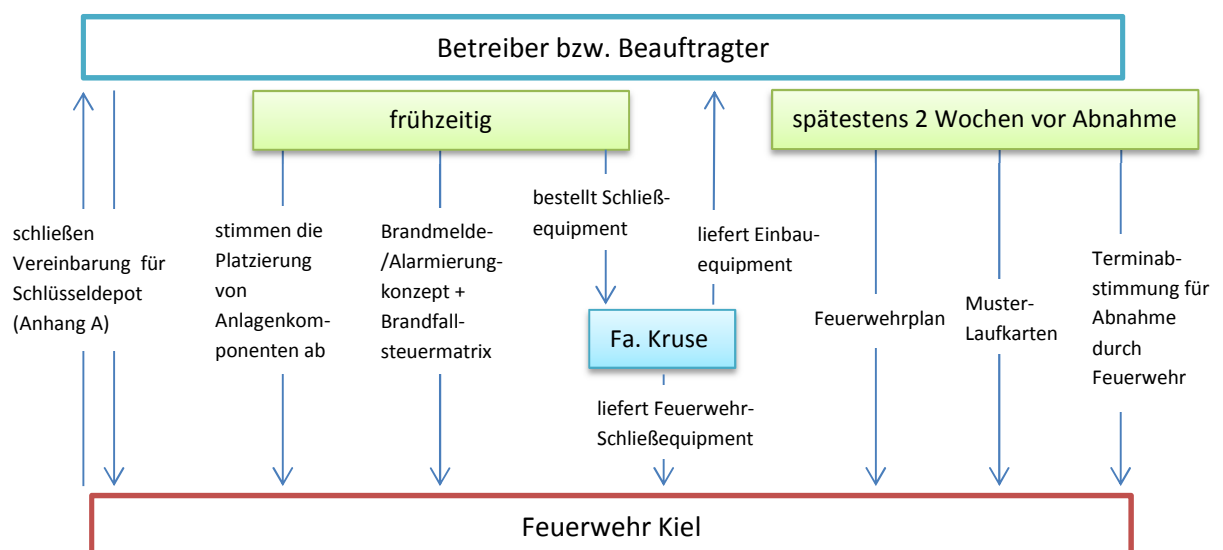 Betreiber bzw. Beauftragter
frühzeitig
spätestens 2 Wochen vor Abnahme
schließen
Vereinbarung für
Schlüsseldepot
(Anhang A)
stimmen die
Platzierung
von
Anlagenkom-
ponenten ab
Brandmelde-
/Alarmierung-
konzept +
Brandfall-
steuermatrix
bestellt Schließ-
equipment
liefert Einbau-
equipment
Fa. Kruse
liefert Feuerwehr-
Schließequipment
Feuerwehrplan
Muster-
Laufkarten
Terminab-
stimmung für
Abnahme
durch
Feuerwehr
Feuerwehr Kiel